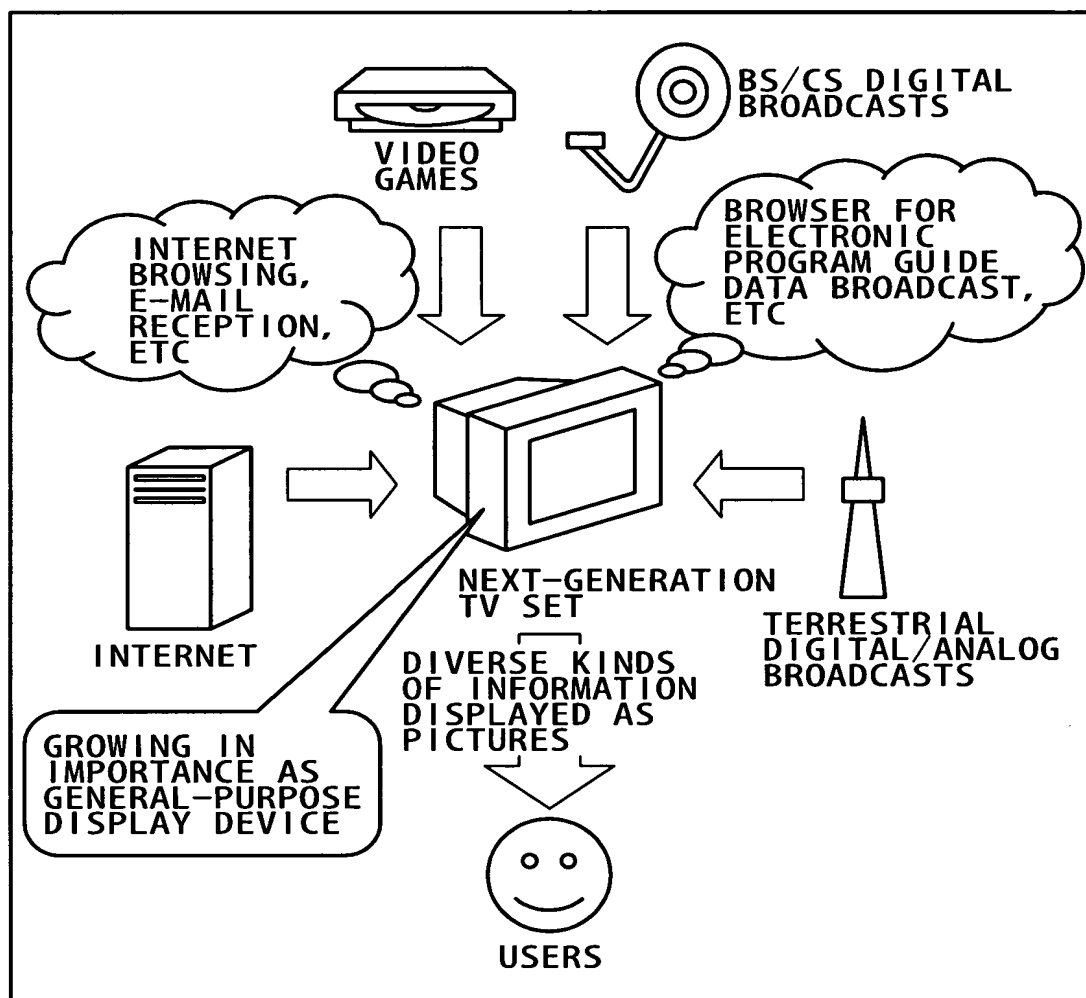 VIDEO
GAMES
BS/CS DIGITAL
BROADCASTS
INTERNET
BROWSING,
E-MAIL
RECEPTION,
ETC
BROWSER FOR
ELECTRONIC
PROGRAM GUIDE
DATA BROADCAST,
ETC
INTERNET
NEXT-GENERATION
TV SET
TERRESTRIAL
DIGITAL/ANALOG
BROADCASTS
DIVERSE KINDS
OF INFORMATION
DISPLAYED AS
PICTURES
GROWING IN
IMPORTANCE AS
GENERAL-PURPOSE
DISPLAY DEVICE
USERS